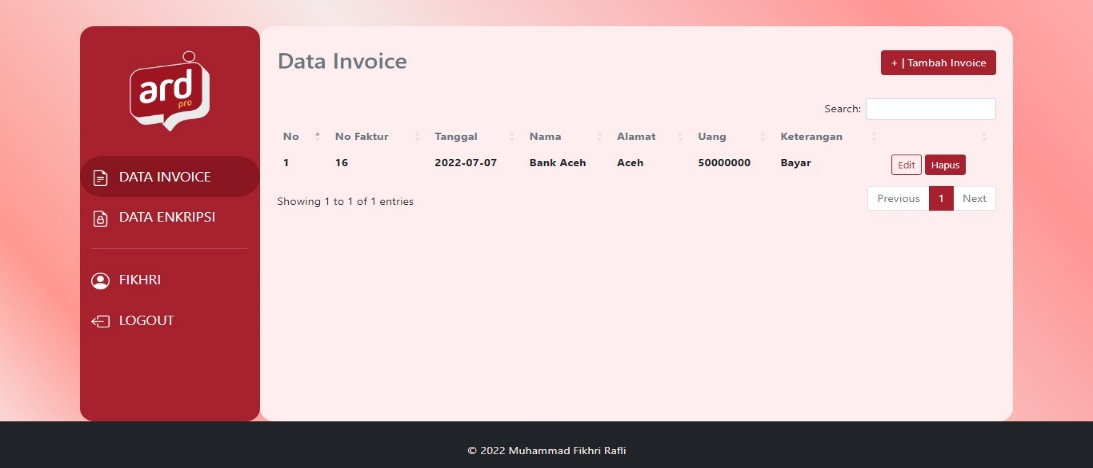 ard
pro
DATA INVOICE
DATA ENKRIPSI
FIKHRI
LOGOUT
Data Invoice
+ | Tambah Invoice
Search:
No No Faktur Tanggal Nama Alamat Uang Keterangan
1 16 2022-07-07 Bank Aceh Aceh 50000000 Bayar Edit Hapus
Showing 1 to 1 of 1 entries
Previous 1 Next
© 2022 Muhammad Fikhri Rafli